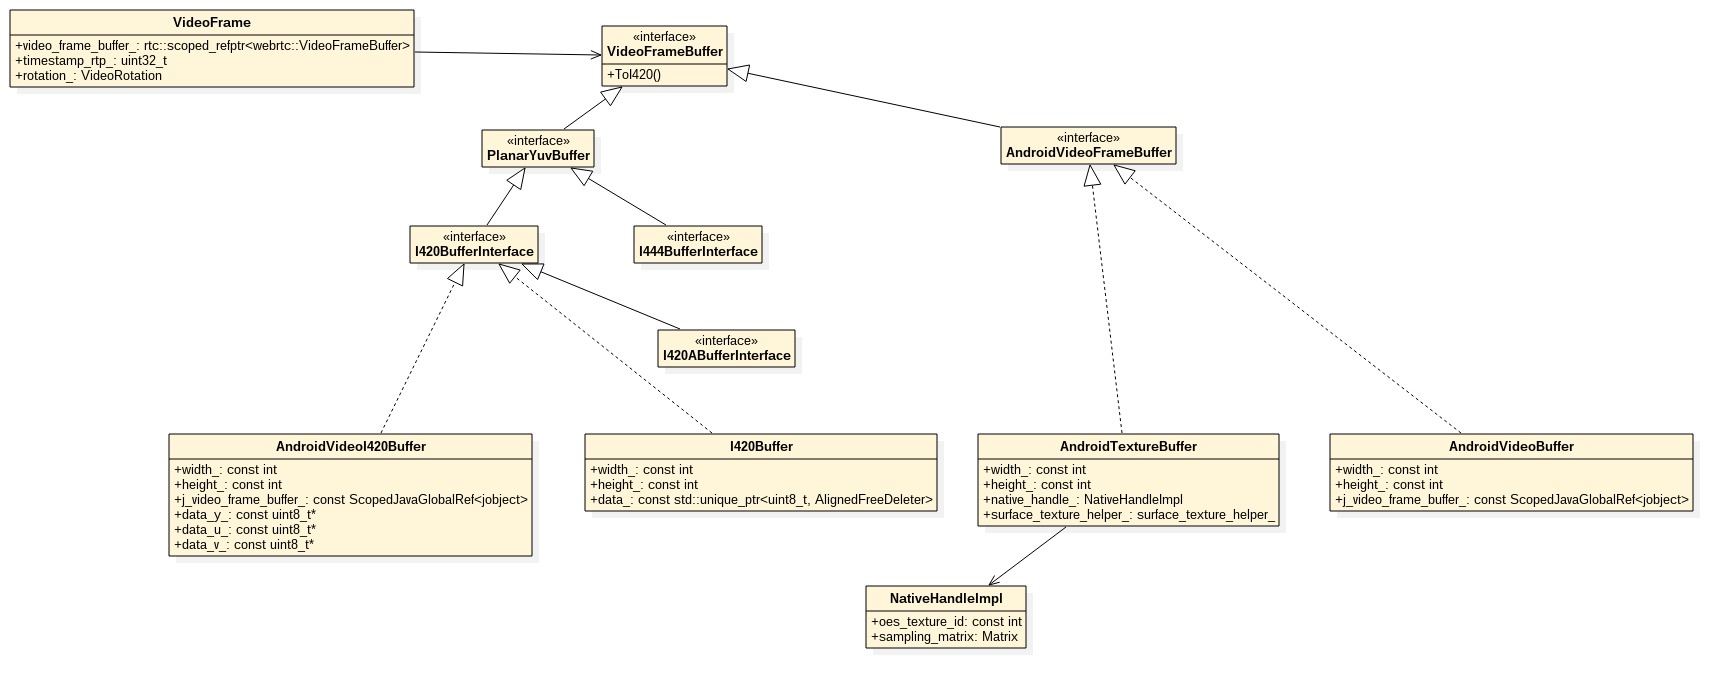 VideoFrame
+video_frame_buffer_: rtc::scoped_refptr<webrtc::VideoFrameBuffer>
+timestamp_rtp_: uint32_t
+rotation_: VideoRotation
«interface»
VideoFrameBuffer
+ToI420()
«interface»
PlanarYuvBuffer
«interface»
AndroidVideoFrameBuffer
«interface»
I420BufferInterface
«interface»
I444BufferInterface
«interface»
I420ABufferInterface
AndroidVideoI420Buffer
+width_: const int
+height_: const int
+j_video_frame_buffer_: const ScopedJavaGlobalRef<jobject>
+data_y_: const uint8_t*
+data_u_: const uint8_t*
+data_v_: const uint8_t*
I420Buffer
+width_: const int
+height_: const int
+data_: const std::unique_ptr<uint8_t, AlignedFreeDeleter>
AndroidTextureBuffer
+width_: const int
+height_: const int
+native_handle_: NativeHandleImpl
+surface_texture_helper_: surface_texture_helper_
AndroidVideoBuffer
+width_: const int
+height_: const int
+j_video_frame_buffer_: const ScopedJavaGlobalRef<jobject>
NativeHandleImpl
+oes_texture_id: const int
+sampling_matrix: Matrix